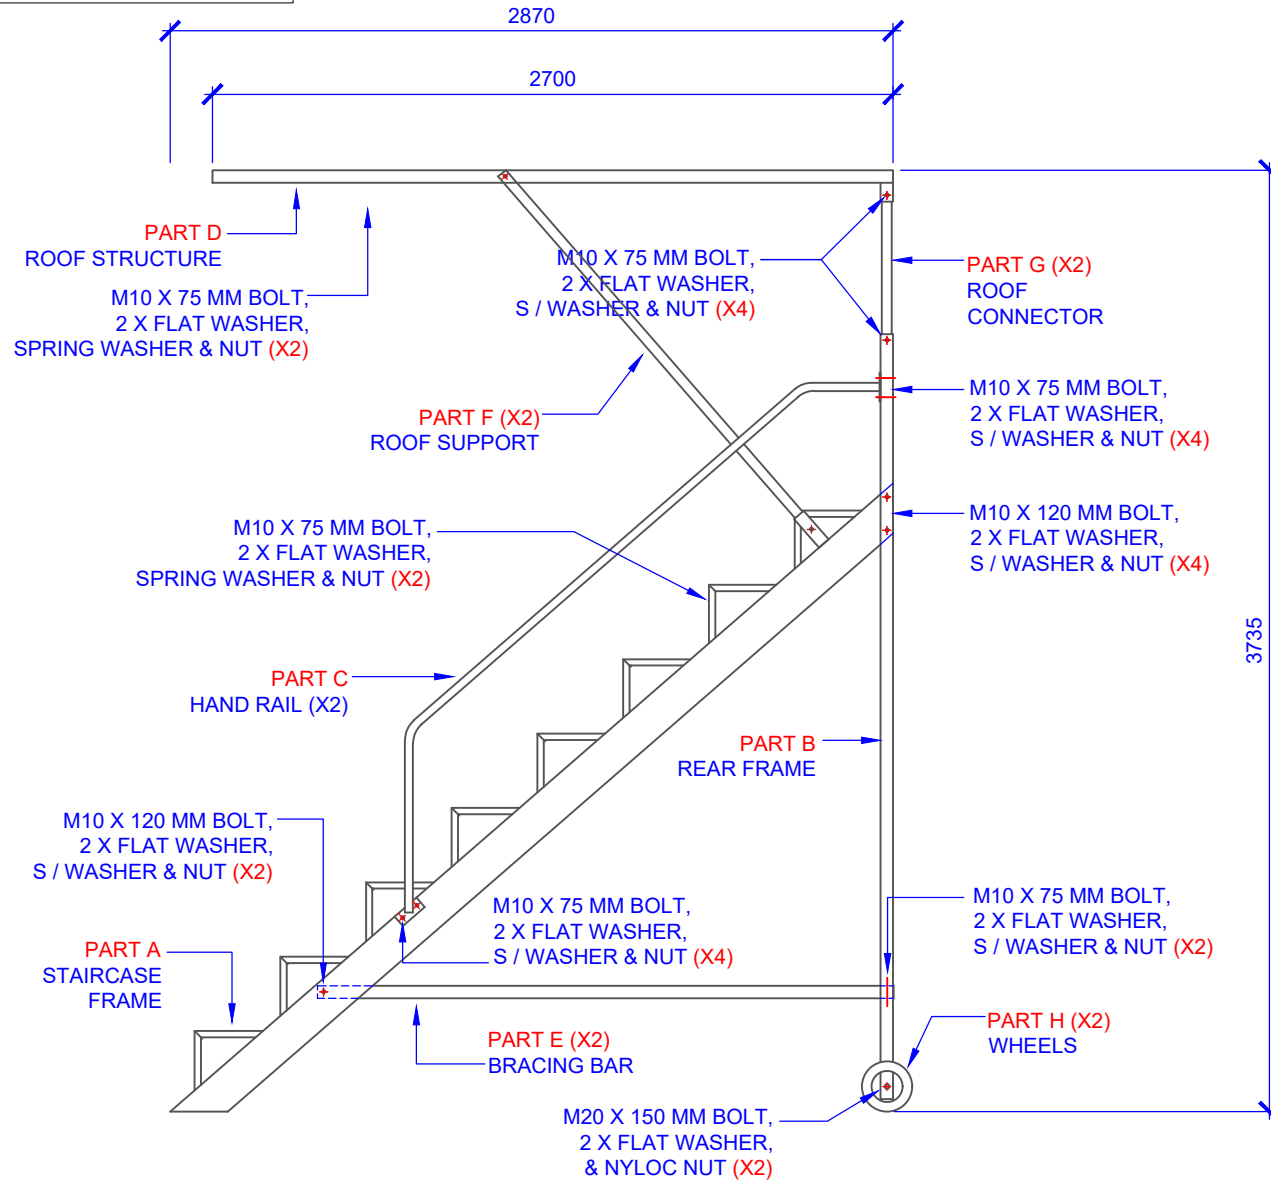 2870
2700
PART D
ROOF STRUCTURE
M10 X 75 MM BOLT,
2 X FLAT WASHER,
SPRING WASHER & NUT (X2)
M10 X 75 MM BOLT,
2 X FLAT WASHER,
S / WASHER & NUT (X4)
PART G (X2)
ROOF
CONNECTOR
PART F (X2)
ROOF SUPPORT
M10 X 75 MM BOLT,
2 X FLAT WASHER,
S / WASHER & NUT (X4)
M10 X 75 MM BOLT,
2 X FLAT WASHER,
SPRING WASHER & NUT (X2)
M10 X 120 MM BOLT,
2 X FLAT WASHER,
S / WASHER & NUT (X4)
3735
PART C
HAND RAIL (X2)
PART B
REAR FRAME
M10 X 120 MM BOLT,
2 X FLAT WASHER,
S / WASHER & NUT (X2)
M10 X 75 MM BOLT,
2 X FLAT WASHER,
S / WASHER & NUT (X4)
M10 X 75 MM BOLT,
2 X FLAT WASHER,
S / WASHER & NUT (X2)
PART A
STAIRCASE
FRAME
PART E (X2)
BRACING BAR
PART H (X2)
WHEELS
M20 X 150 MM BOLT,
2 X FLAT WASHER,
& NYLOC NUT (X2)